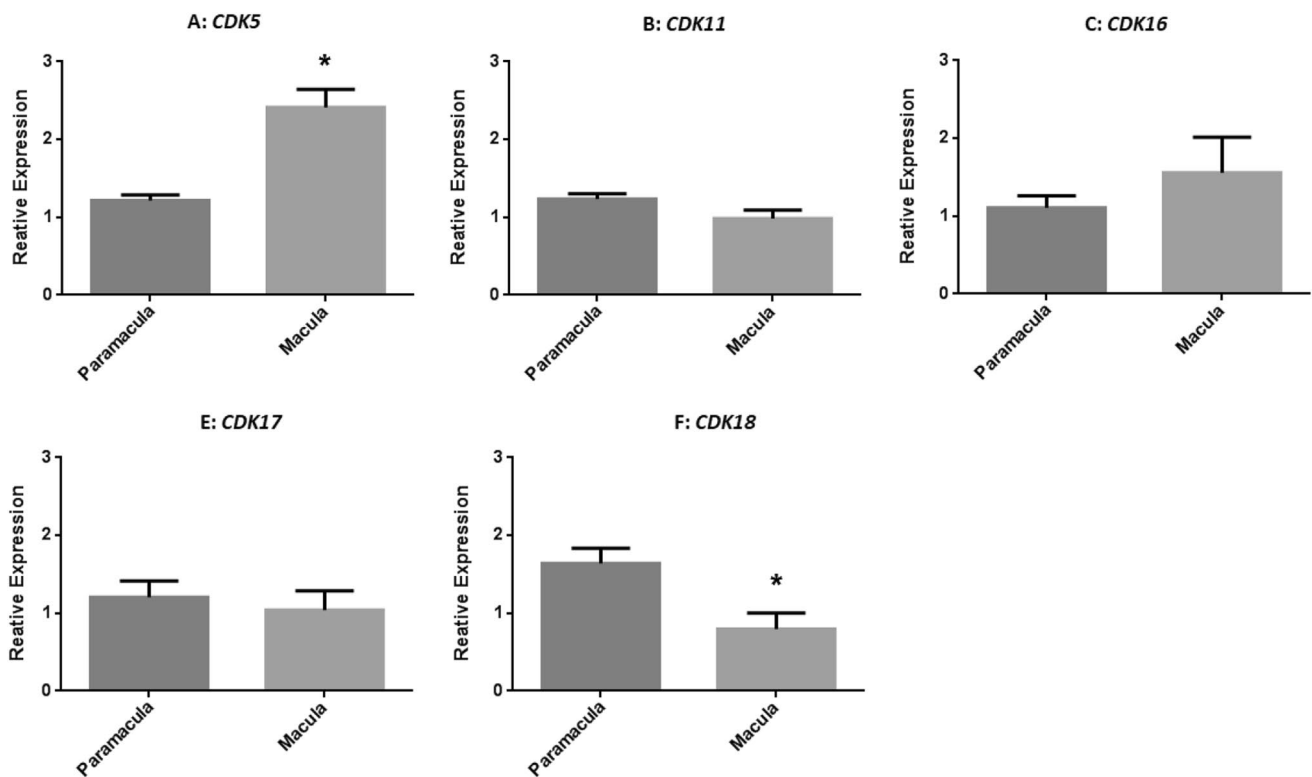 A: CDK5
3
2
1
0
Reative Expression
*
Paramacula
Macula
B: CDK11
3
2
1
0
Reative Expression
Paramacula
Macula
C: CDK16
3
2
1
0
Reative Expression
Paramacula
Macula
E: CDK17
3
2
1
0
Reative Expression
Paramacula
Macula
F: CDK18
3
2
1
0
Reative Expression
*
Paramacula
Macula